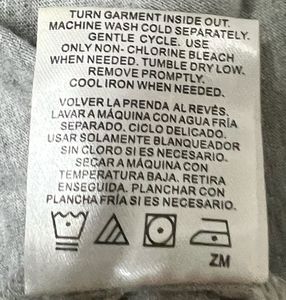 TURN GARMENT INSIDE OUT.
MACHINE WASH COLD SEPARATELY.
GENTLE CYCLE. USE
ONLY NON- CHLORINE BLEACH
WHEN NEEDED. TUMBLE DRY LOW.
REMOVE PROMPTLY.
COOL IRON WHEN NEEDED.
VOLVER LA PRENDA AL REVÉS.
LAVAR A MÁQUINA CON AGUA FRÍA
SEPARADO. CICLO DELICADO.
USAR SOLAMENTE BLANQUEADOR
SIN CLORO SI ES NECESARIO.
SECAR A MÁQUINA CON
TEMPERATURA BAJA. RETIRA
ENSEGUIDA. PLANCHAR CON
PLANCHA FRÍA SI ES NECESARIO.
ZM